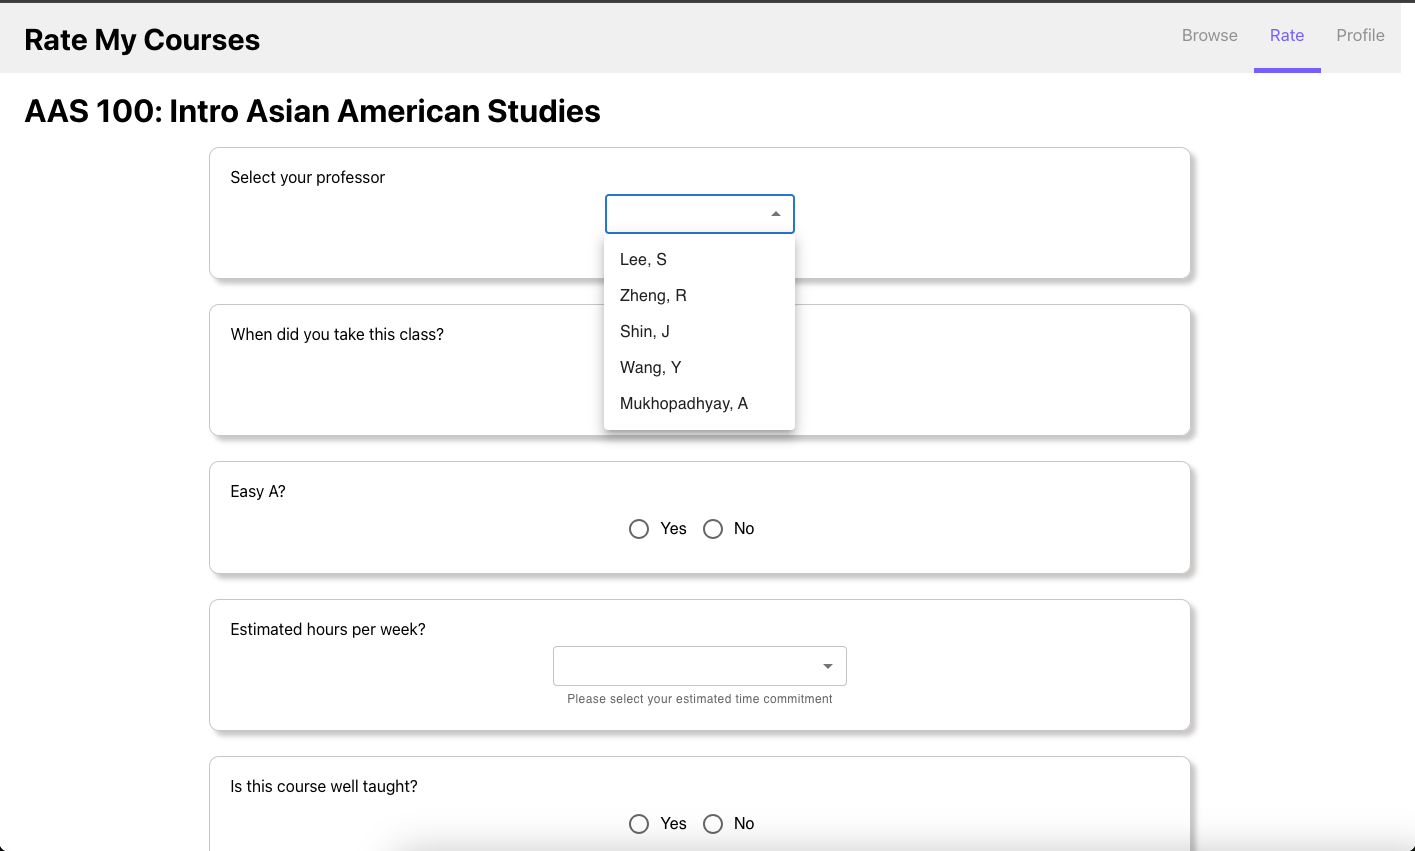 Rate My Courses
Browse Rate Profile
AAS 100: Intro Asian American Studies
Select your professor
Lee, S
Zheng, R
Shin, J
Wang, Y
Mukhopadhyay, A
When did you take this class?
Easy A?
Yes No
Estimated hours per week?
Please select your estimated time commitment
Is this course well taught?
Yes No